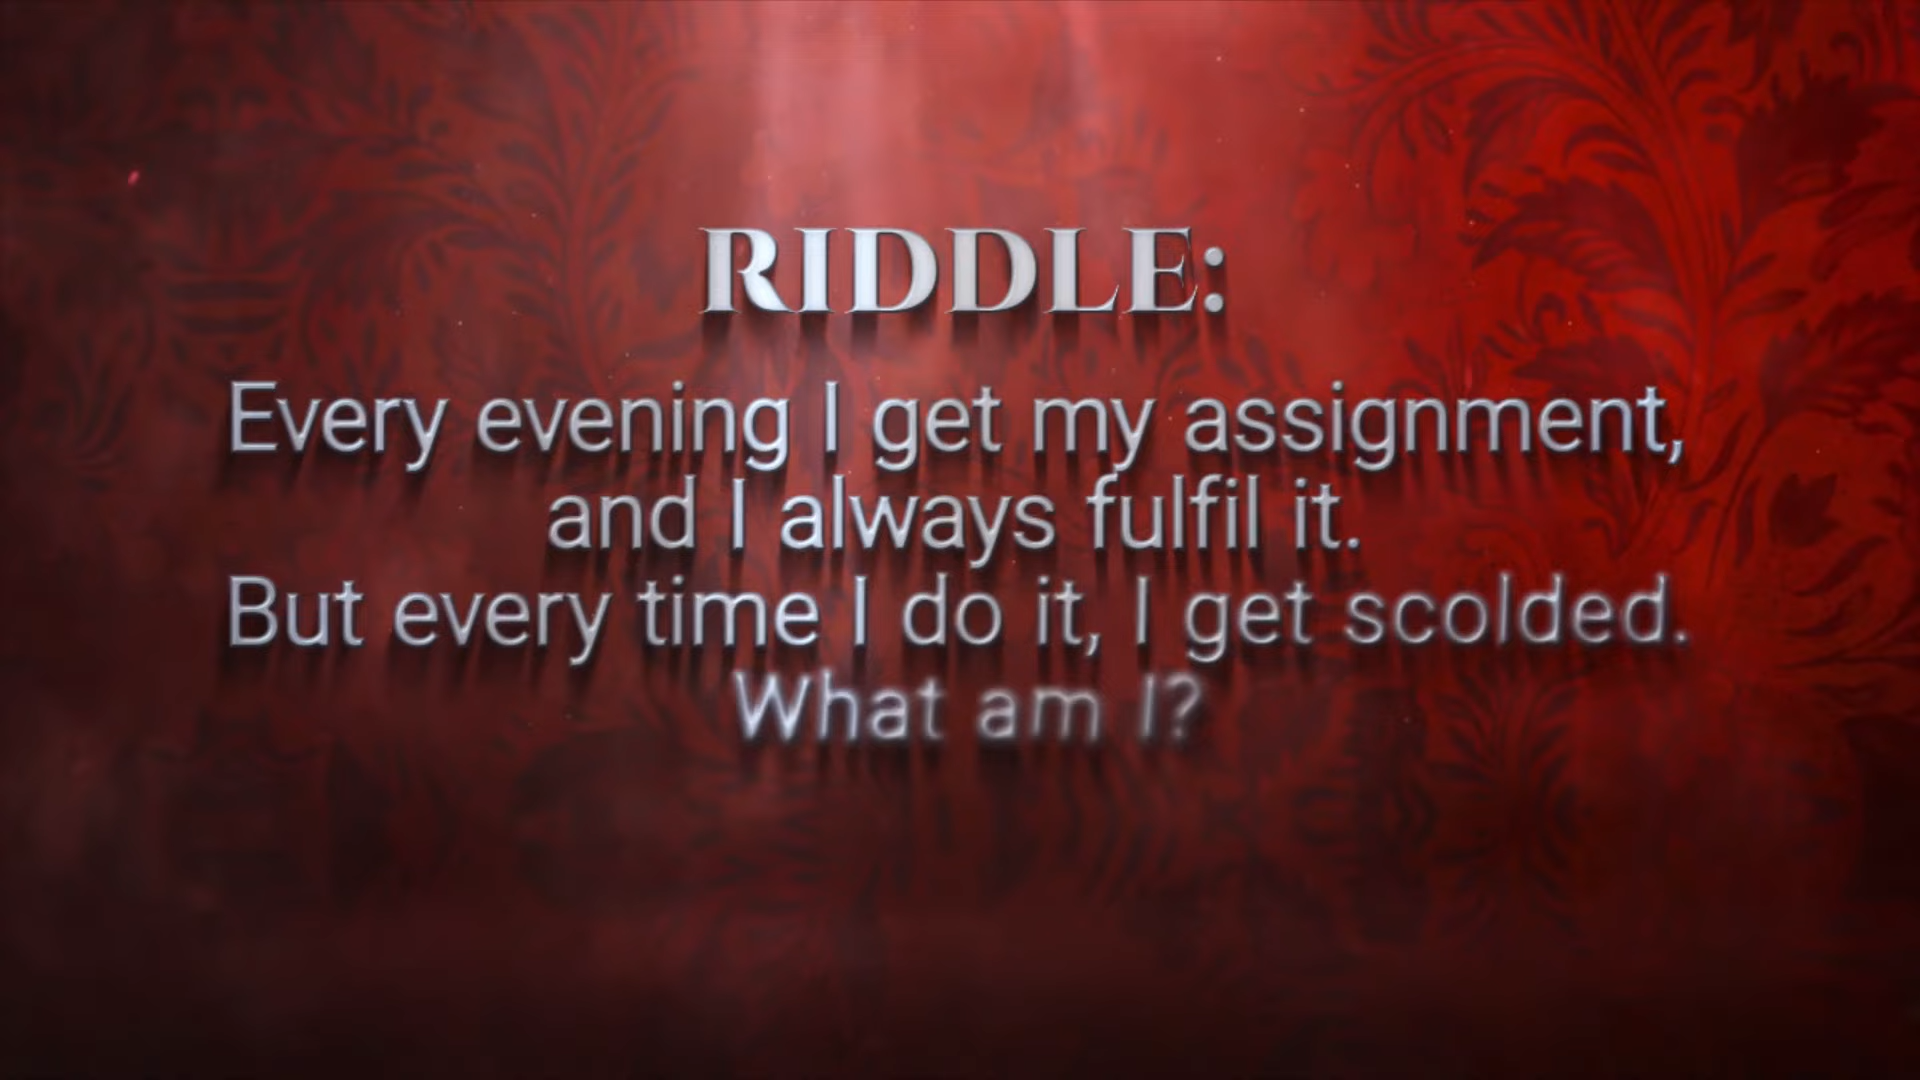 RIDDLE:
Every evening I get my assignment,
and I always fulfil it.
But every time I do it, I get scolded.
What am I?